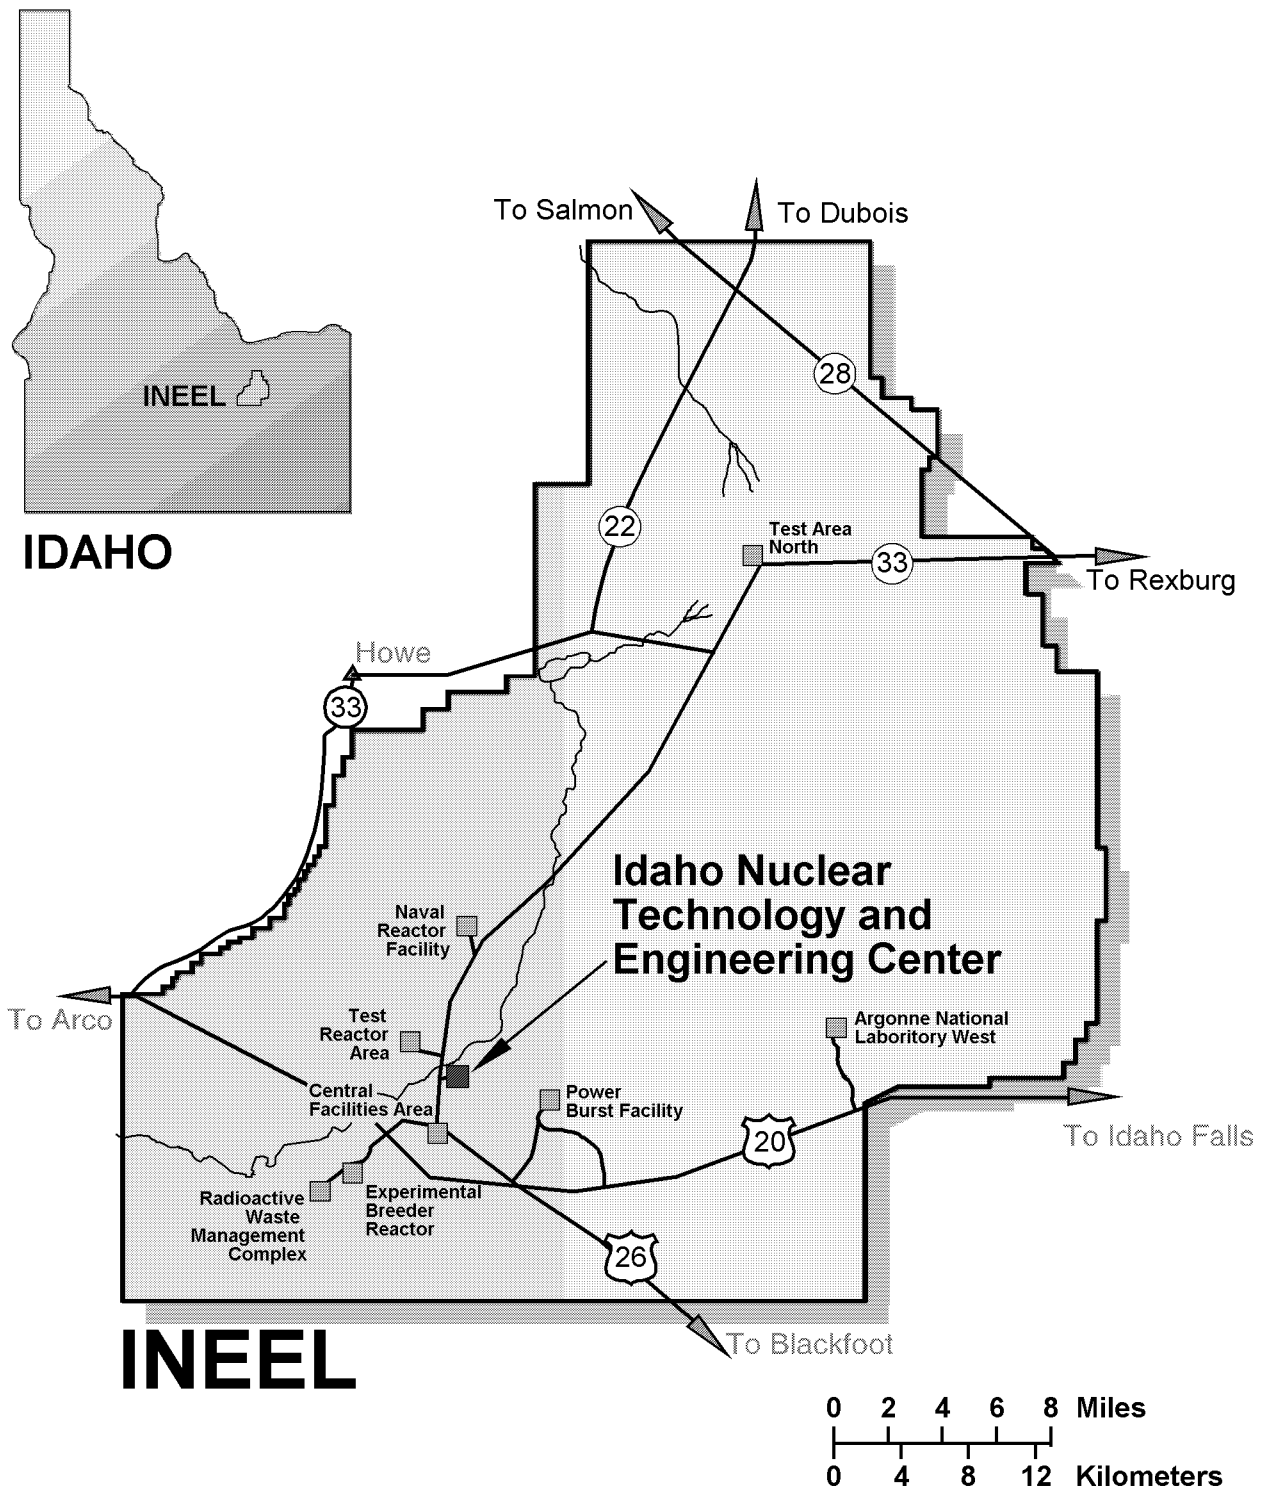 To Salmon
To Dubois
28
INEEL
22
Test Area
North
IDAHO
33
To Rexburg
Howe
33
Idaho Nuclear
Technology and
Engineering Center
Naval
Reactor
Facility
To Arco
Test
Reactor
Area
Argonne National
Laboritory West
Central
Facilities Area
Power
Burst Facility
20
To Idaho Falls
Radioactive
Waste
Management
Complex
Experimental
Breeder
Reactor
26
INEEL
To Blackfoot
0 2 4 6 8 Miles
0 4 8 12 Kilometers